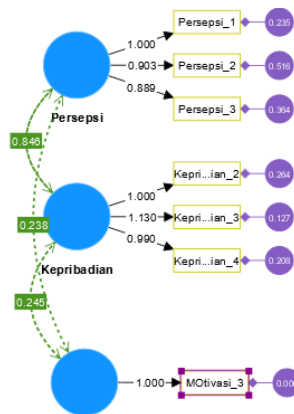 Persepsi_1
0.235
1.000
0.903
Persepsi_2
0.516
0.889
Persepsi_3
0.364
Persepsi
0.846
Kepri...ian_2
0.264
1.000
1.130
Kepri...ian_3
0.127
0.990
Kepri...ian_4
0.208
0.238
Kepribadian
0.245
1.000
MOtivasi_3
0.00